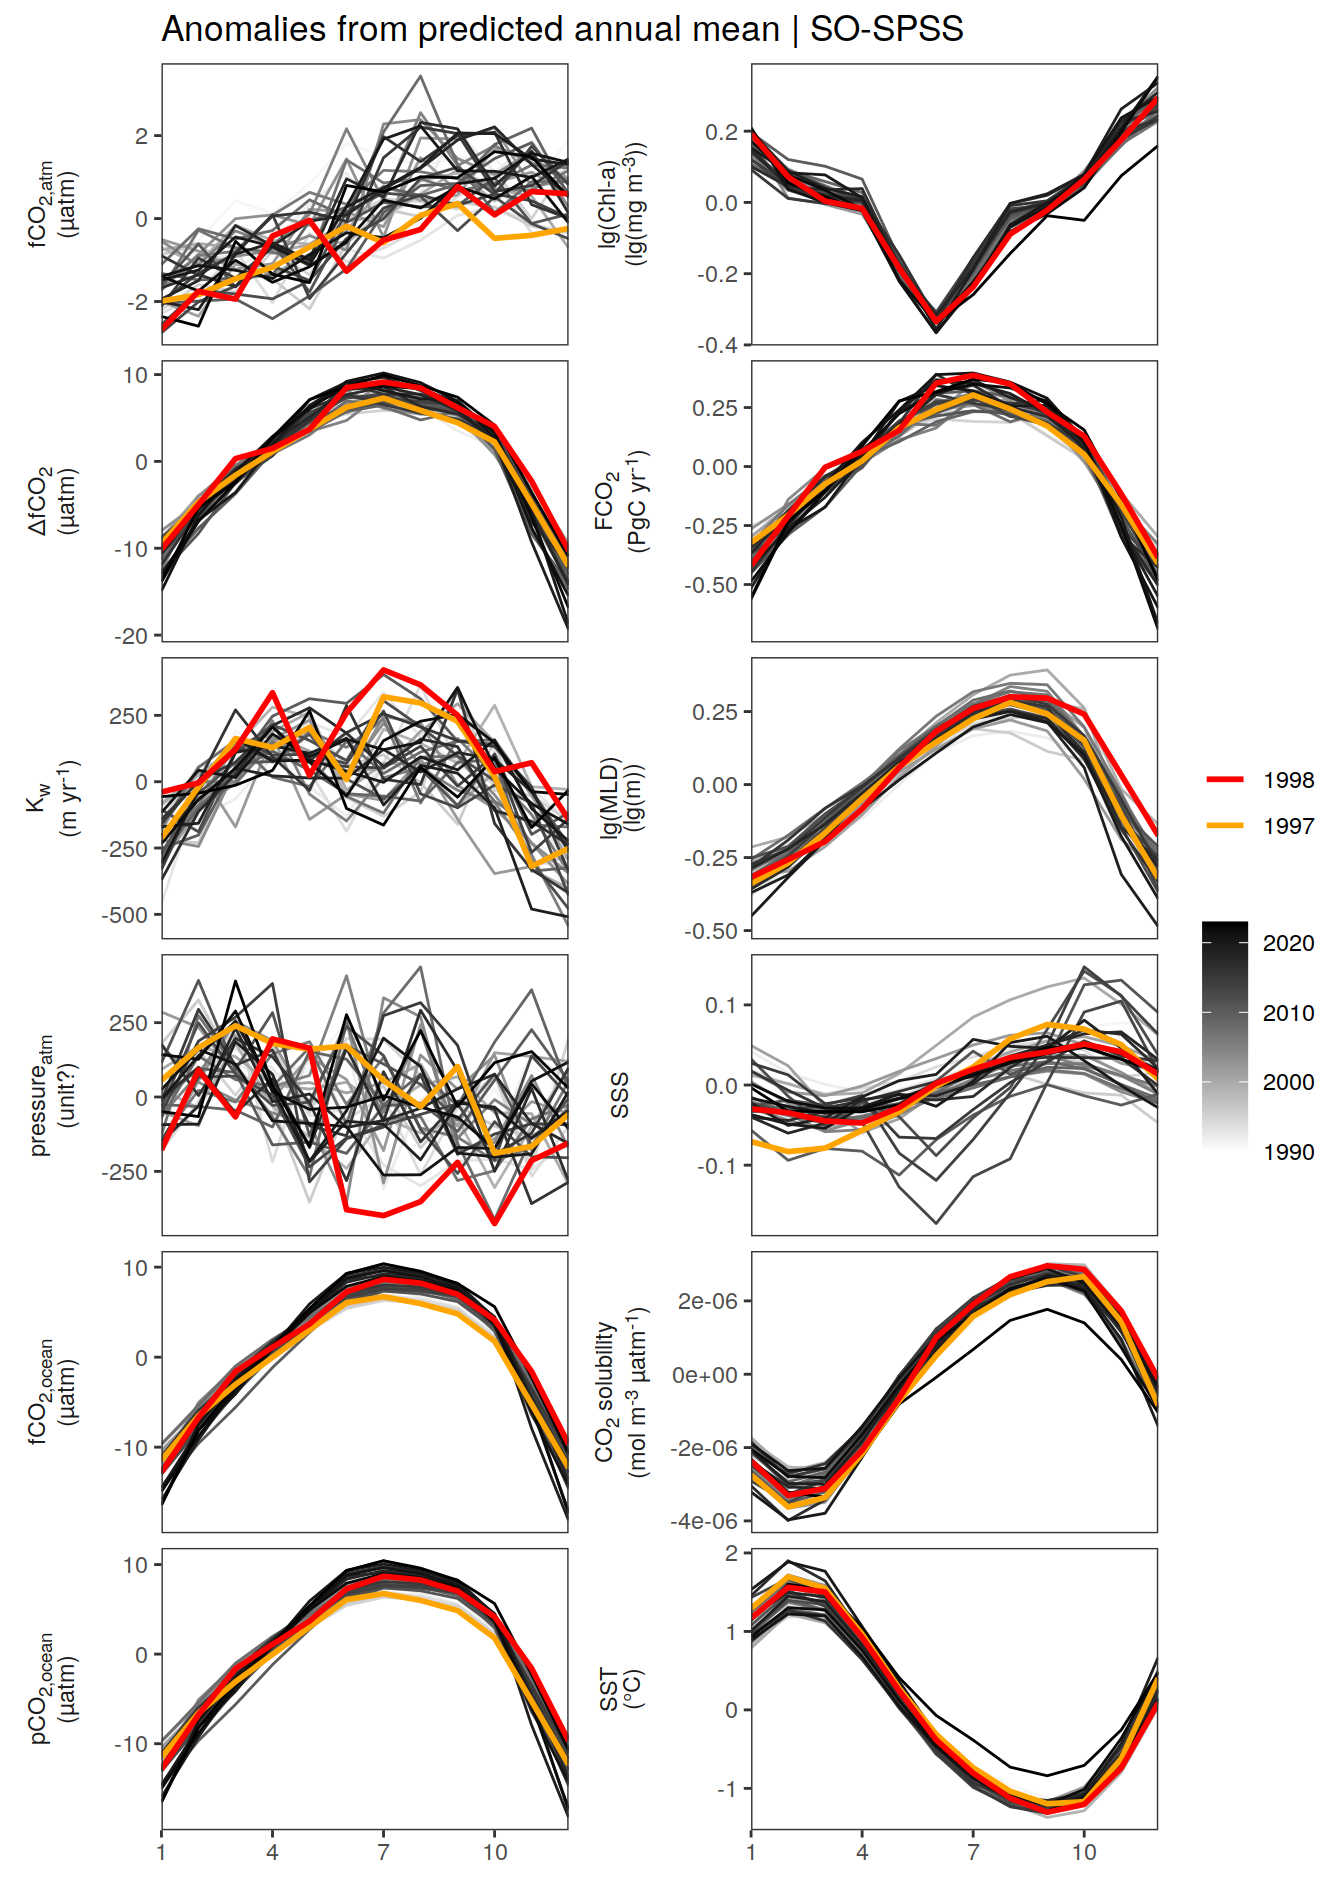 Anomalies from predicted annual mean | SO-SPSS
fCO2,atm
(µatm)
2
0
-2
lg(Chl-a)
(lg(mg m-3))
0.2
0.0
-0.2
-0.4
ΔfCO2
(µatm)
10
0
-10
-20
FCO2
(PgC yr-1)
0.25
0.00
-0.25
-0.50
Kw
(m yr-1)
250
0
-250
-500
lg(MLD)
(lg(m))
0.25
0.00
-0.25
-0.50
pressureatm
(unit?)
250
0
-250
SSS
0.1
0.0
-0.1
fCO2,ocean
(µatm)
10
0
-10
CO2 solubility
(mol m-3 µatm-1)
2e-06
0e+00
-2e-06
-4e-06
pCO2,ocean
(µatm)
10
0
-10
SST
(°C)
2
1
0
-1
1 4 7 10
1 4 7 10
1998
1997
2020
2010
2000
1990